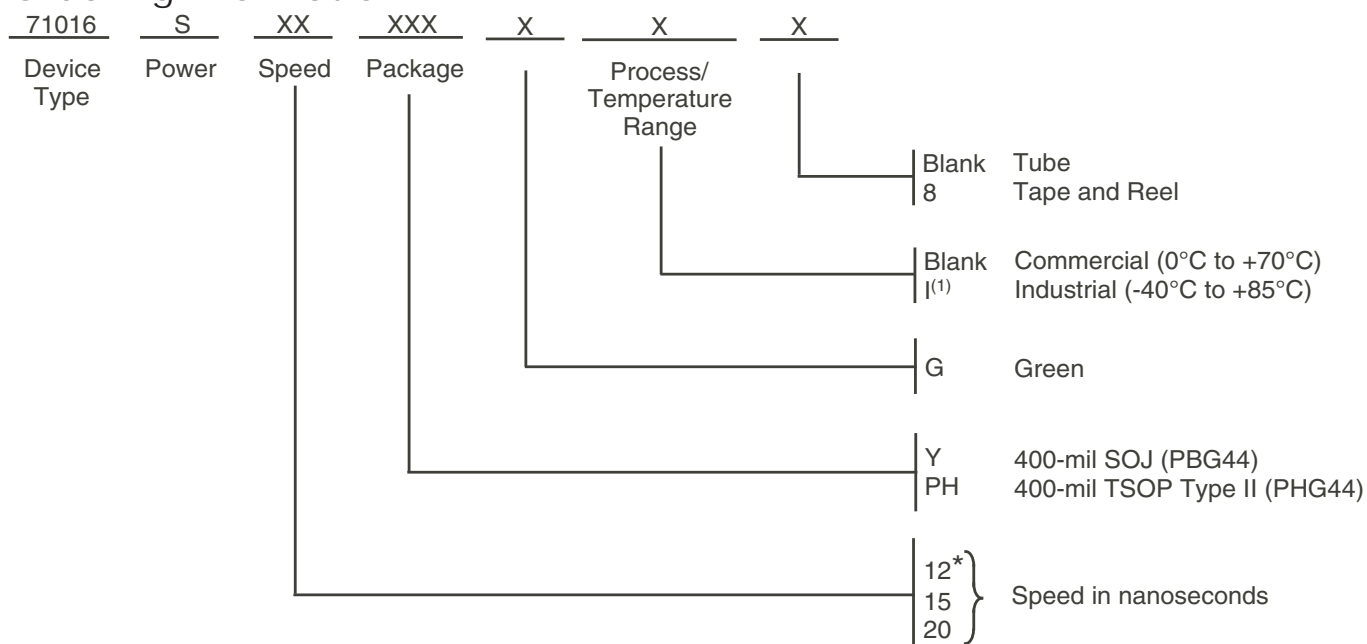 71016 S XX XXX X X X
Device Type
Power
Speed
Package
Process/
Temperature
Range
Blank Tube
8 Tape and Reel
Blank Commercial (0°C to +70°C)
I(1) Industrial (-40°C to +85°C)
G Green
Y 400-mil SOJ (PBG44)
PH 400-mil TSOP Type II (PHG44)
12*
15 Speed in nanoseconds
20